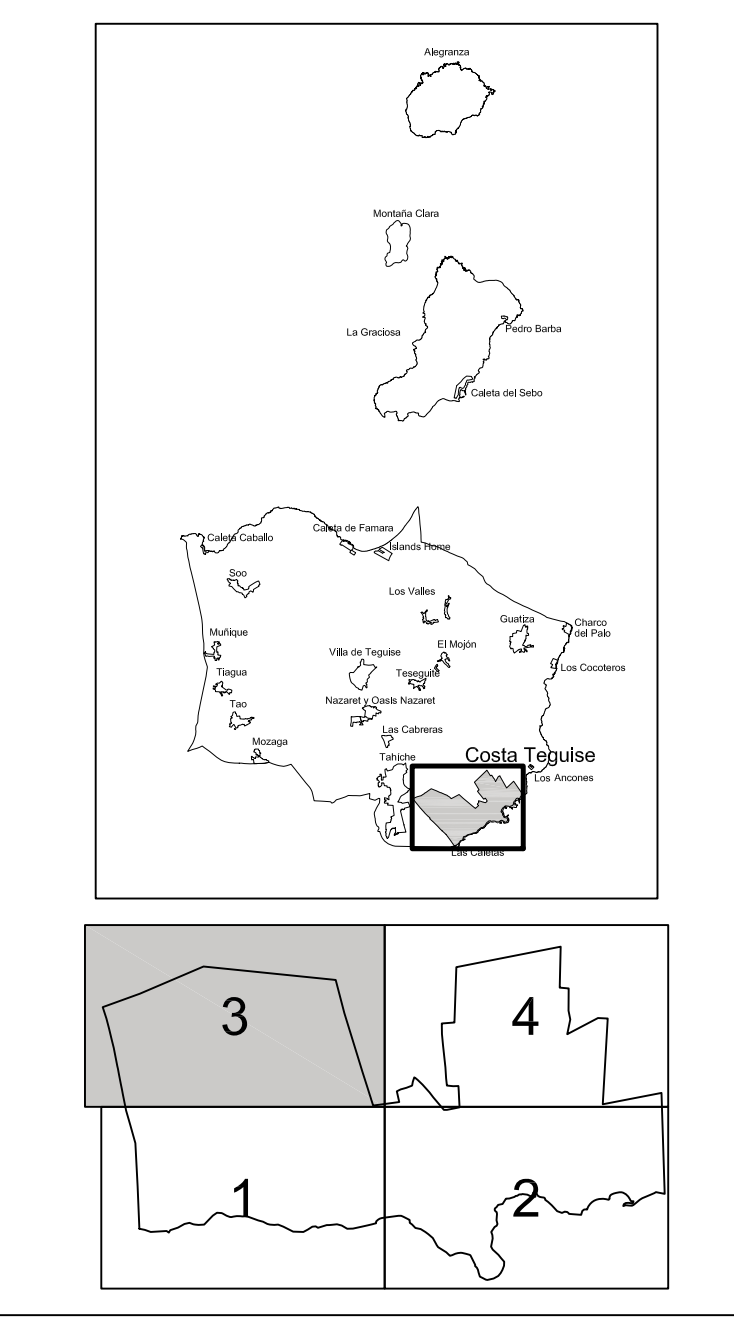 Alegranza
Montaña Clara
La Graciosa
Pedro Barba
Caleta del Sebo
Caleta Caballo
Caleta de Famara
Islands Home
Soo
Los Valles
Guatiza
Charco
del Palo
Muñique
El Mojón
Villa de Teguise
Los Cocoteros
Tiagua
Teseguite
Nazaret y Oasis Nazaret
Tao
Las Cabreras
Mozaga
Tahiche
Costa Teguise
Los Ancones
Las Caletas
3
4
1
2